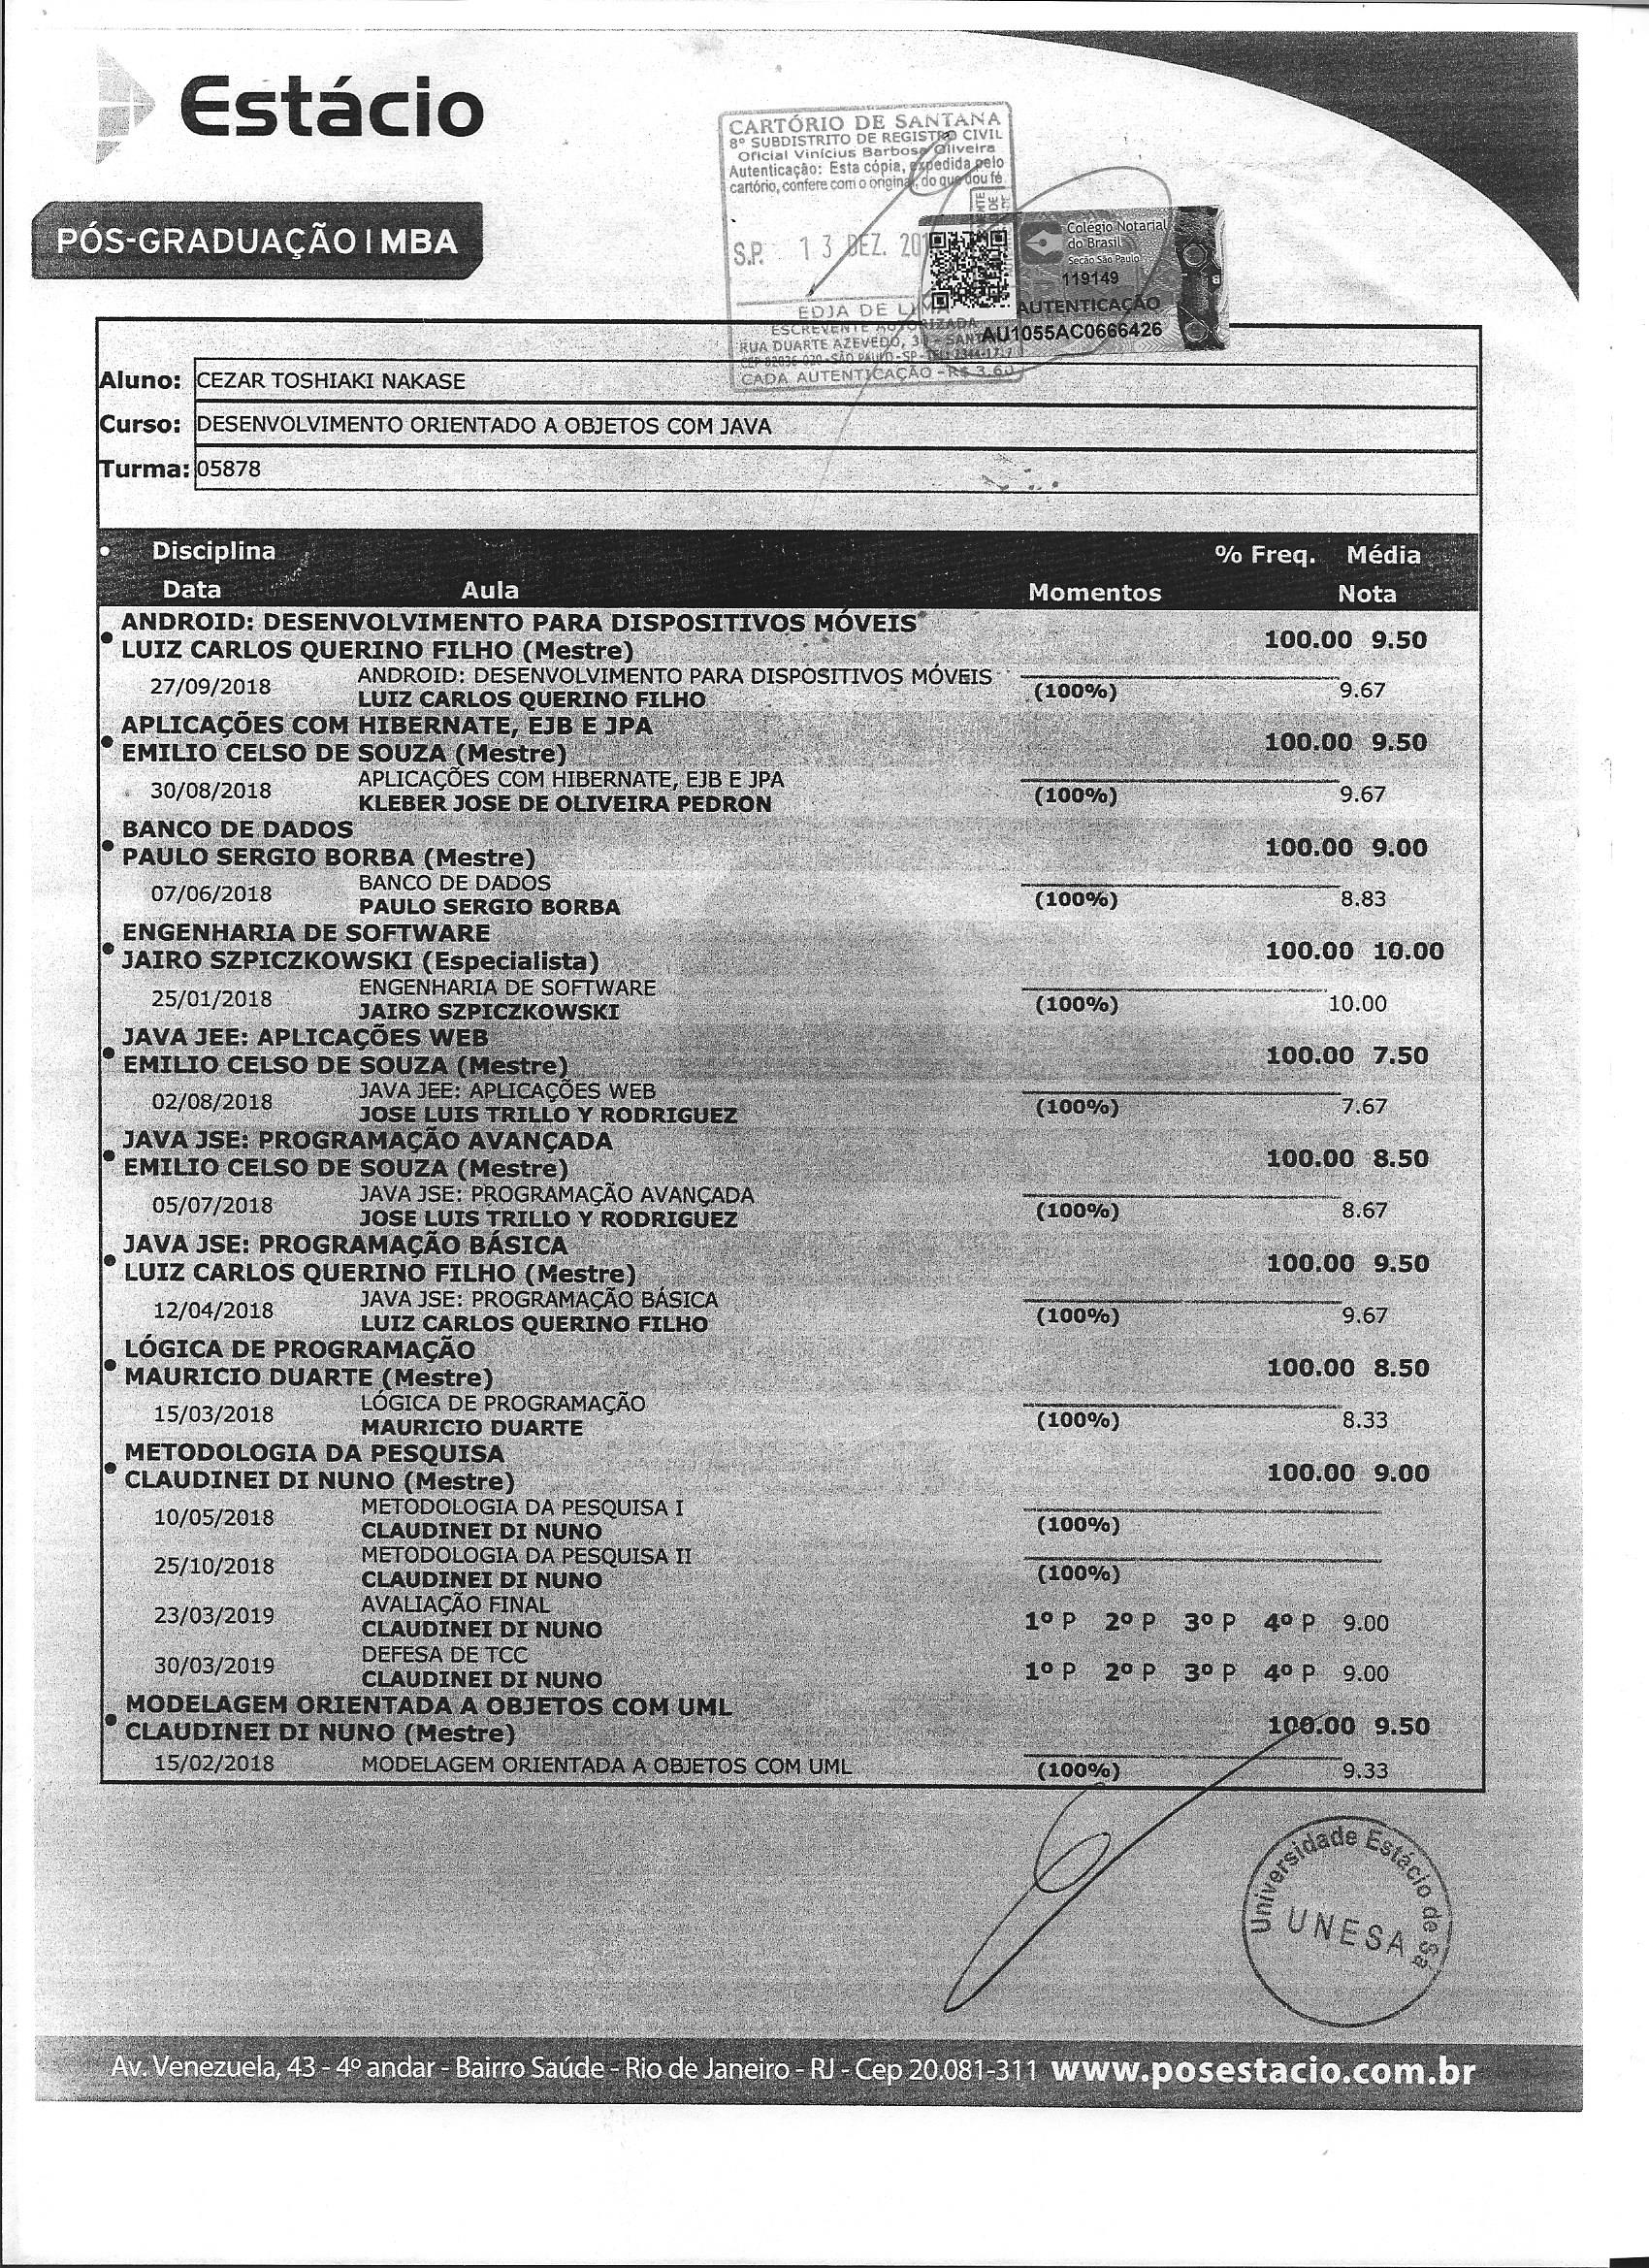 Estácio
PÓS-GRADUAÇÃO | MBA
CARTÓRIO DE SANTANA
8º SUBDISTRITO DE REGISTRO CIVIL
Oficial Vinícius Barbosa Oliveira
Autenticação: Esta cópia, expedida pelo
cartório, confere com o original, do que dou fé
S.P. 13 DEZ. 201
EDJA DE LIMA
ESCREVENTE AUTORIZADA
RUA DUARTE AZEVEDO,
CADA AUTENTICAÇÃO - R$ 3,60
Colégio Notarial
do Brasil
Seção São Paulo
119149
AUTENTICAÇÃO
AU1055AC0666426
Aluno: CEZAR TOSHIAKI NAKASE
Curso: DESENVOLVIMENTO ORIENTADO A OBJETOS COM JAVA
Turma: 05878
• Disciplina % Freq. Média
Data Aula Momentos Nota
ANDROID: DESENVOLVIMENTO PARA DISPOSITIVOS MÓVEIS
• LUIZ CARLOS QUERINO FILHO (Mestre) 100.00 9.50
27/09/2018 ANDROID: DESENVOLVIMENTO PARA DISPOSITIVOS MÓVEIS
LUIZ CARLOS QUERINO FILHO (100%) 9.67
APLICAÇÕES COM HIBERNATE, EJB E JPA
• EMILIO CELSO DE SOUZA (Mestre) 100.00 9.50
30/08/2018 APLICAÇÕES COM HIBERNATE, EJB E JPA
KLEBER JOSE DE OLIVEIRA PEDRON (100%) 9.67
BANCO DE DADOS
• PAULO SERGIO BORBA (Mestre) 100.00 9.00
07/06/2018 BANCO DE DADOS
PAULO SERGIO BORBA (100%) 8.83
ENGENHARIA DE SOFTWARE
• JAIRO SZPICZKOWSKI (Especialista) 100.00 10.00
25/01/2018 ENGENHARIA DE SOFTWARE
JAIRO SZPICZKOWSKI (100%) 10.00
JAVA JEE: APLICAÇÕES WEB
• EMILIO CELSO DE SOUZA (Mestre) 100.00 7.50
02/08/2018 JAVA JEE: APLICAÇÕES WEB
JOSE LUIS TRILLO Y RODRIGUEZ (100%) 7.67
JAVA JSE: PROGRAMAÇÃO AVANÇADA
• EMILIO CELSO DE SOUZA (Mestre) 100.00 8.50
05/07/2018 JAVA JSE: PROGRAMAÇÃO AVANÇADA
JOSE LUIS TRILLO Y RODRIGUEZ (100%) 8.67
JAVA JSE: PROGRAMAÇÃO BÁSICA
• LUIZ CARLOS QUERINO FILHO (Mestre) 100.00 9.50
12/04/2018 JAVA JSE: PROGRAMAÇÃO BÁSICA
LUIZ CARLOS QUERINO FILHO (100%) 9.67
LÓGICA DE PROGRAMAÇÃO
• MAURICIO DUARTE (Mestre) 100.00 8.50
15/03/2018 LÓGICA DE PROGRAMAÇÃO
MAURICIO DUARTE (100%) 8.33
METODOLOGIA DA PESQUISA
• CLAUDINEI DI NUNO (Mestre) 100.00 9.00
10/05/2018 METODOLOGIA DA PESQUISA I
CLAUDINEI DI NUNO (100%)
25/10/2018 METODOLOGIA DA PESQUISA II
CLAUDINEI DI NUNO (100%)
23/03/2019 AVALIAÇÃO FINAL
CLAUDINEI DI NUNO 1º P 2º P 3º P 4º P 9.00
30/03/2019 DEFESA DE TCC
CLAUDINEI DI NUNO 1º P 2º P 3º P 4º P 9.00
MODELAGEM ORIENTADA A OBJETOS COM UML
• CLAUDINEI DI NUNO (Mestre) 100.00 9.50
15/02/2018 MODELAGEM ORIENTADA A OBJETOS COM UML (100%) 9.33
Universidade Estácio de Sá
UNESA
Av. Venezuela, 43 - 4º andar - Bairro Saúde - Rio de Janeiro - RJ - Cep 20.081-311 www.posestacio.com.br